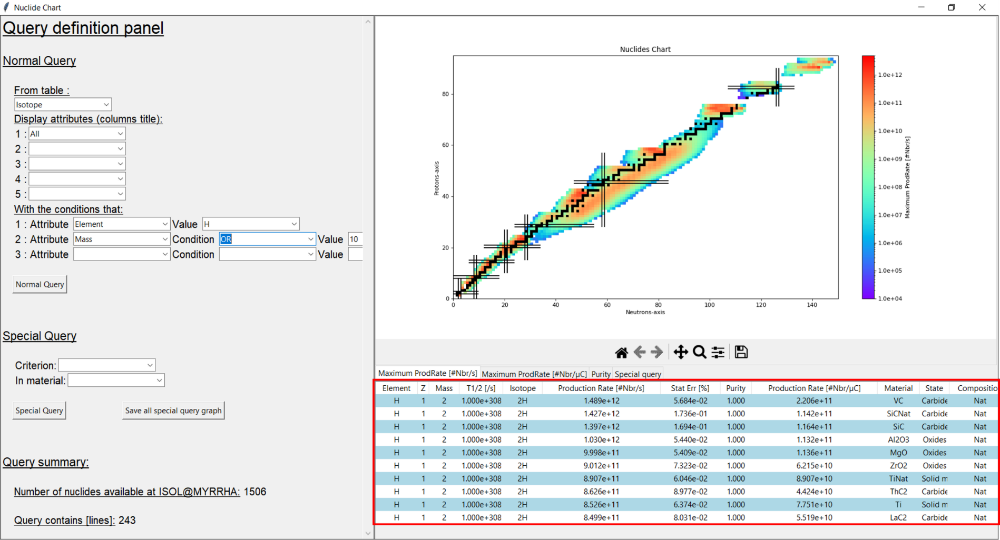 Nuclide Chart
Query definition panel
Normal Query
From table :
Isotope
Display attributes (columns title):
1 : All
2 :
3 :
4 :
5 :
With the conditions that:
1 : Attribute Element Value H
2 : Attribute Mass Condition OR Value 10
3 : Attribute Condition Value
Normal Query
Special Query
Criterion:
In material:
Special Query Save all special query graph
Query summary:
Number of nuclides available at ISOL@MYRRHA: 1506
Query contains [lines]: 243
Nuclides Chart
80
60
40
20
0
Protons-axis
0 20 40 60 80 100 120 140
Neutrons-axis
1.0e+12
1.0e+11
1.0e+10
1.0e+09
1.0e+08
1.0e+07
1.0e+06
1.0e+05
1.0e+04
Maximum ProdRate [#Nbr/s]
Maximum ProdRate [#Nbr/s] Maximum ProdRate [#Nbr/µC] Purity Special query
Element Z Mass T1/2 [/s] Isotope Production Rate [#Nbr/s] Stat Err [%] Purity Production Rate [#Nbr/µC] Material State Compositio
H 1 2 1.000e+308 2H 1.489e+12 5.684e-02 1.000 2.206e+11 VC Carbide Nat
H 1 2 1.000e+308 2H 1.427e+12 1.736e-01 1.000 1.142e+11 SiCNat Carbide Nat
H 1 2 1.000e+308 2H 1.397e+12 1.694e-01 1.000 1.164e+11 SiC Carbide Nat
H 1 2 1.000e+308 2H 1.030e+12 5.440e-02 1.000 1.132e+11 Al2O3 Oxides Nat
H 1 2 1.000e+308 2H 9.998e+11 5.409e-02 1.000 1.136e+11 MgO Oxides Nat
H 1 2 1.000e+308 2H 9.012e+11 7.323e-02 1.000 6.215e+10 ZrO2 Oxides Nat
H 1 2 1.000e+308 2H 8.907e+11 6.046e-02 1.000 8.907e+10 TiNat Solid m Nat
H 1 2 1.000e+308 2H 8.626e+11 8.977e-02 1.000 4.424e+10 ThC2 Carbide Nat
H 1 2 1.000e+308 2H 8.526e+11 6.374e-02 1.000 7.751e+10 Ti Solid m Nat
H 1 2 1.000e+308 2H 8.499e+11 8.031e-02 1.000 5.519e+10 LaC2 Carbide Nat